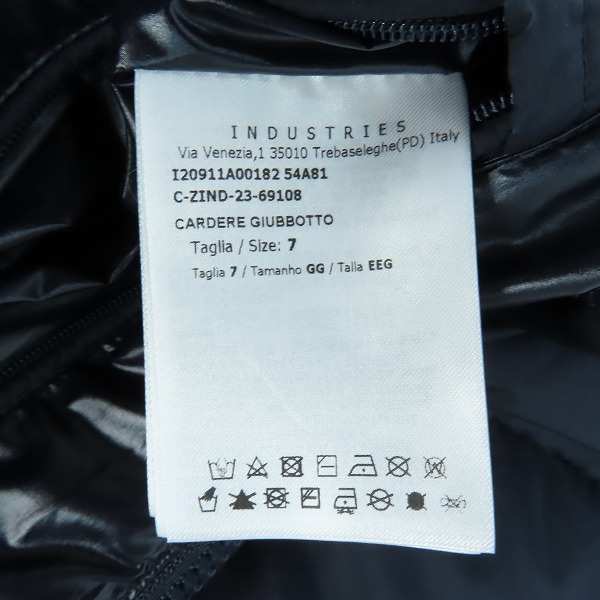 INDUSTRIES
Via Venezia,1 35010 Trebaseleghe(PD) Italy
I20911A00182 54A81
C-ZIND-23-69108
CARDERE GIUBBOTTO
Taglia / Size: 7
Taglia 7 / Tamanho GG / Talla EEG